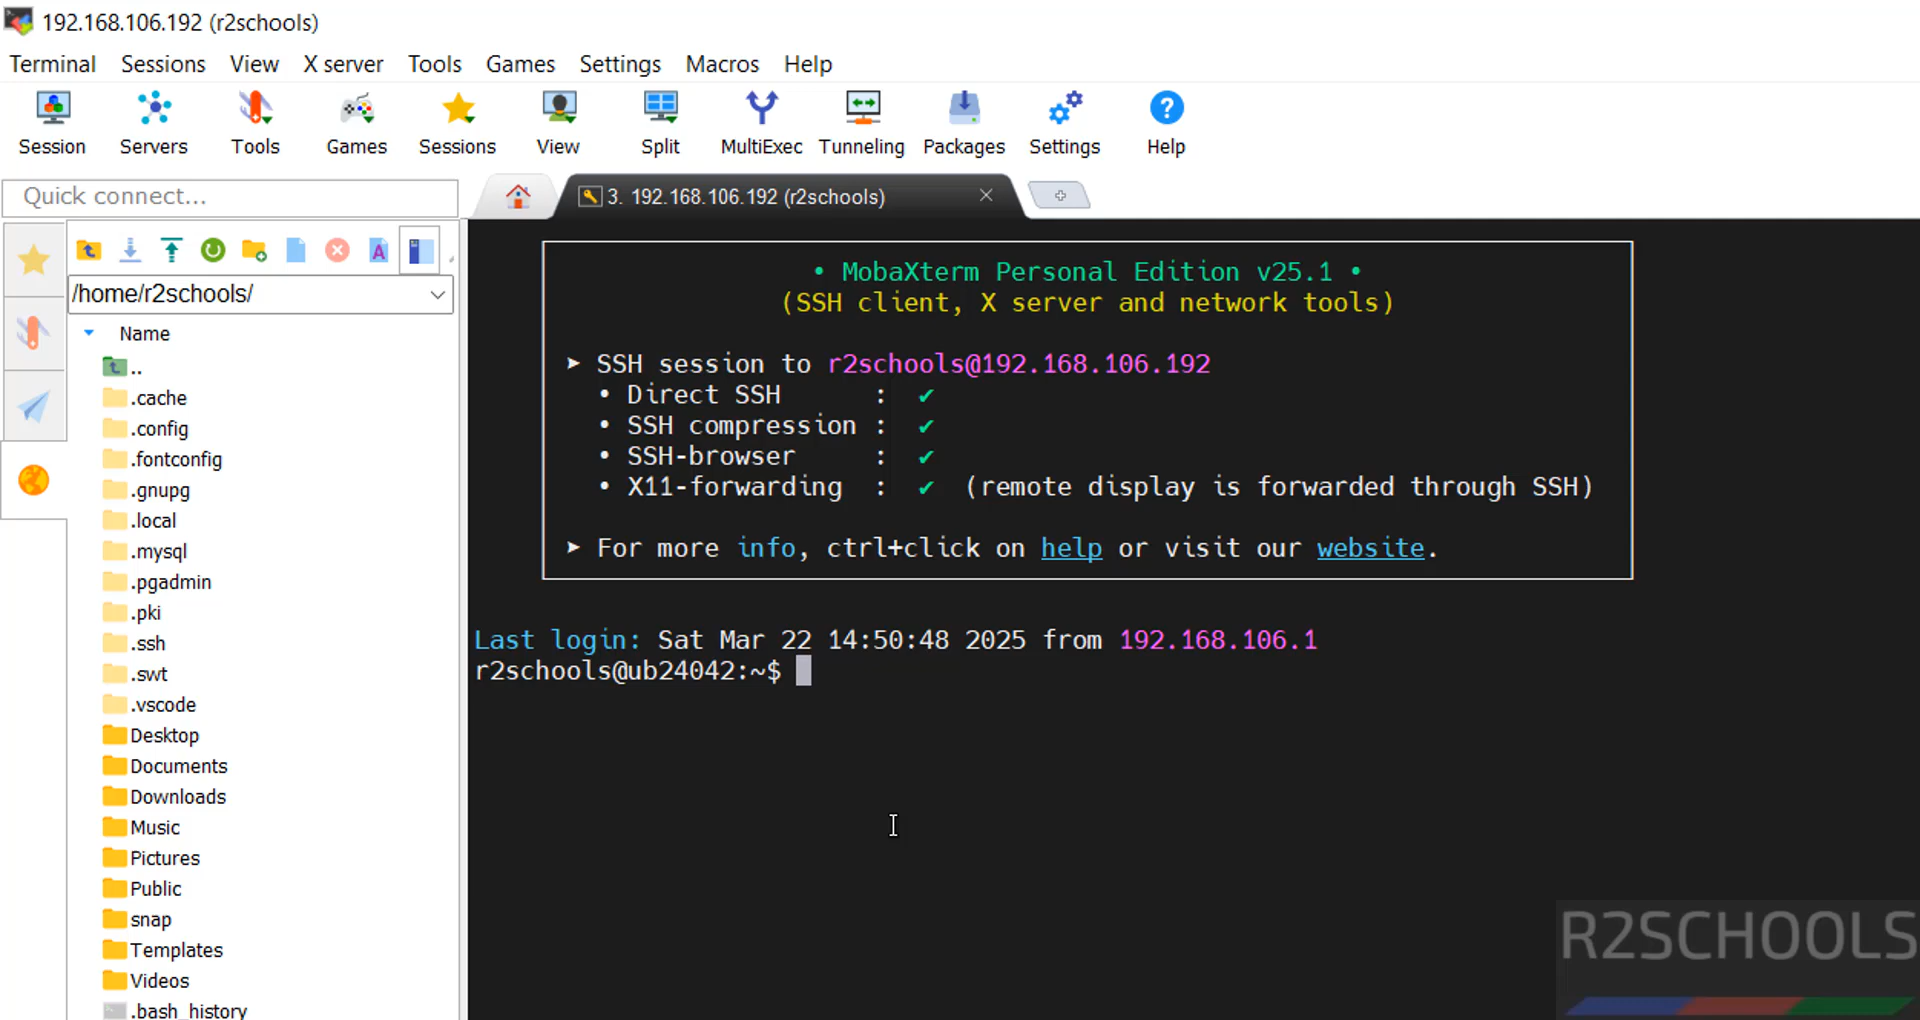 192.168.106.192 (r2schools)
Terminal Sessions View X server Tools Games Settings Macros Help
Session Servers Tools Games Sessions View Split MultiExec Tunneling Packages Settings Help
Quick connect...
3. 192.168.106.192 (r2schools)
/home/r2schools/
Name
..
.cache
.config
.fontconfig
.gnupg
.local
.mysql
.pgadmin
.pki
.ssh
.swt
.vscode
Desktop
Documents
Downloads
Music
Pictures
Public
snap
Templates
Videos
.bash_history
• MobaXterm Personal Edition v25.1 •
(SSH client, X server and network tools)
➤ SSH session to r2schools@192.168.106.192
• Direct SSH : ✔
• SSH compression : ✔
• SSH-browser : ✔
• X11-forwarding : ✔ (remote display is forwarded through SSH)
➤ For more info, ctrl+click on help or visit our website.
Last login: Sat Mar 22 14:50:48 2025 from 192.168.106.1
r2schools@ub24042:~$
R2SCHOOLS